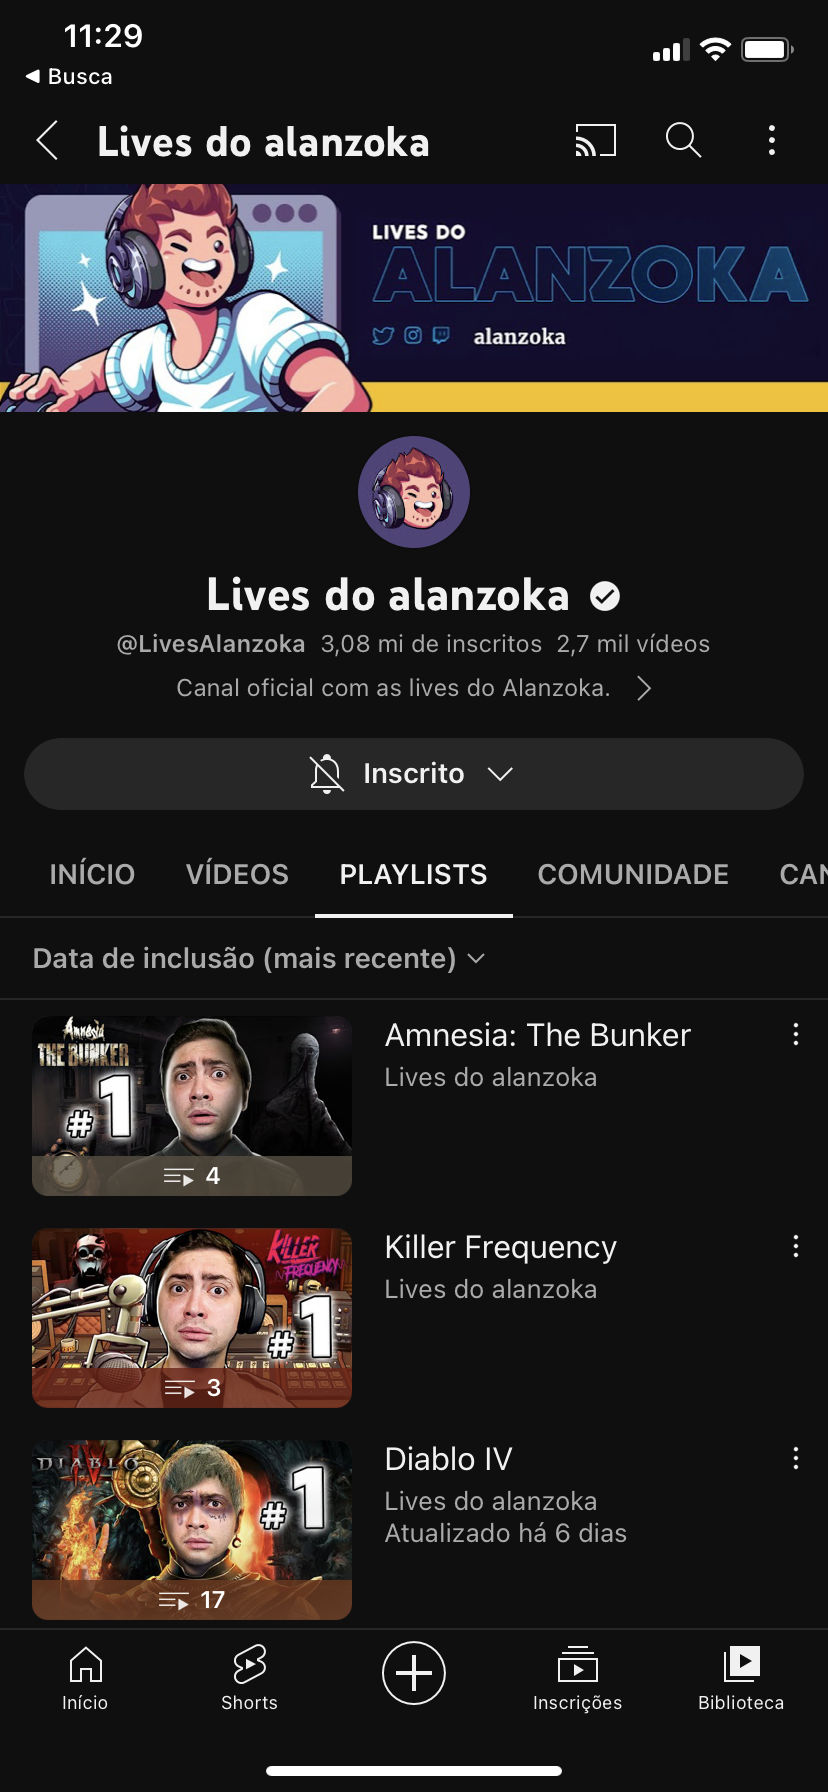 11:29
Busca
Lives do alanzoka
LIVES DO
ALANZOKA
alanzoka
Lives do alanzoka
@LivesAlanzoka 3,08 mi de inscritos 2,7 mil vídeos
Canal oficial com as lives do Alanzoka.
Inscrito
INÍCIO VÍDEOS PLAYLISTS COMUNIDADE CAN
Data de inclusão (mais recente)
Amnesia
THE BUNKER
#1
4
Amnesia: The Bunker
Lives do alanzoka
KILLER
FREQUENCY
#1
3
Killer Frequency
Lives do alanzoka
DIABLO
IV
#1
17
Diablo IV
Lives do alanzoka
Atualizado há 6 dias
Início Shorts Inscrições Biblioteca